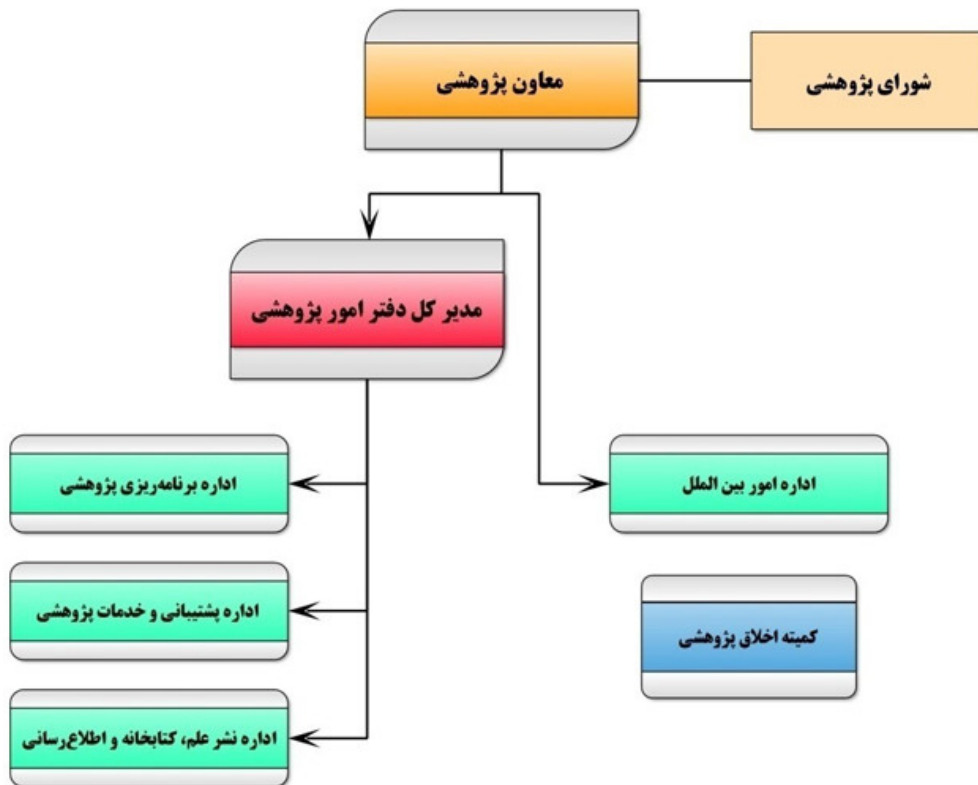 معاون پژوهشی
شورای پژوهشی
مدیر کل دفتر امور پژوهشی
اداره برنامه‌ریزی پژوهشی
اداره امور بین الملل
اداره پشتیبانی و خدمات پژوهشی
کمیته اخلاق پژوهشی
اداره نشر علم، کتابخانه و اطلاع‌رسانی